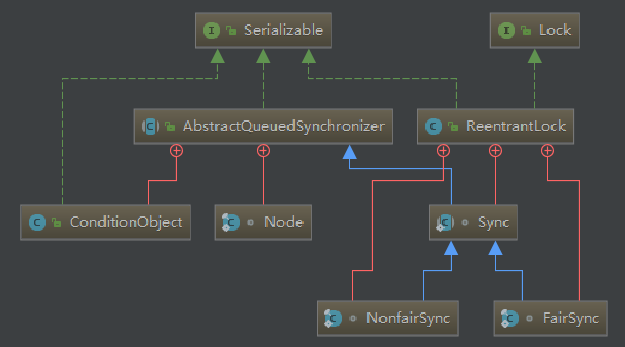 Serializable
Lock
AbstractQueuedSynchronizer
ReentrantLock
ConditionObject
Node
Sync
NonfairSync
FairSync